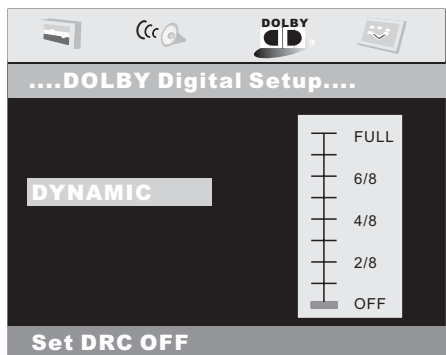 DOLBY
....DOLBY Digital Setup....
DYNAMIC
FULL
6/8
4/8
2/8
OFF
Set DRC OFF